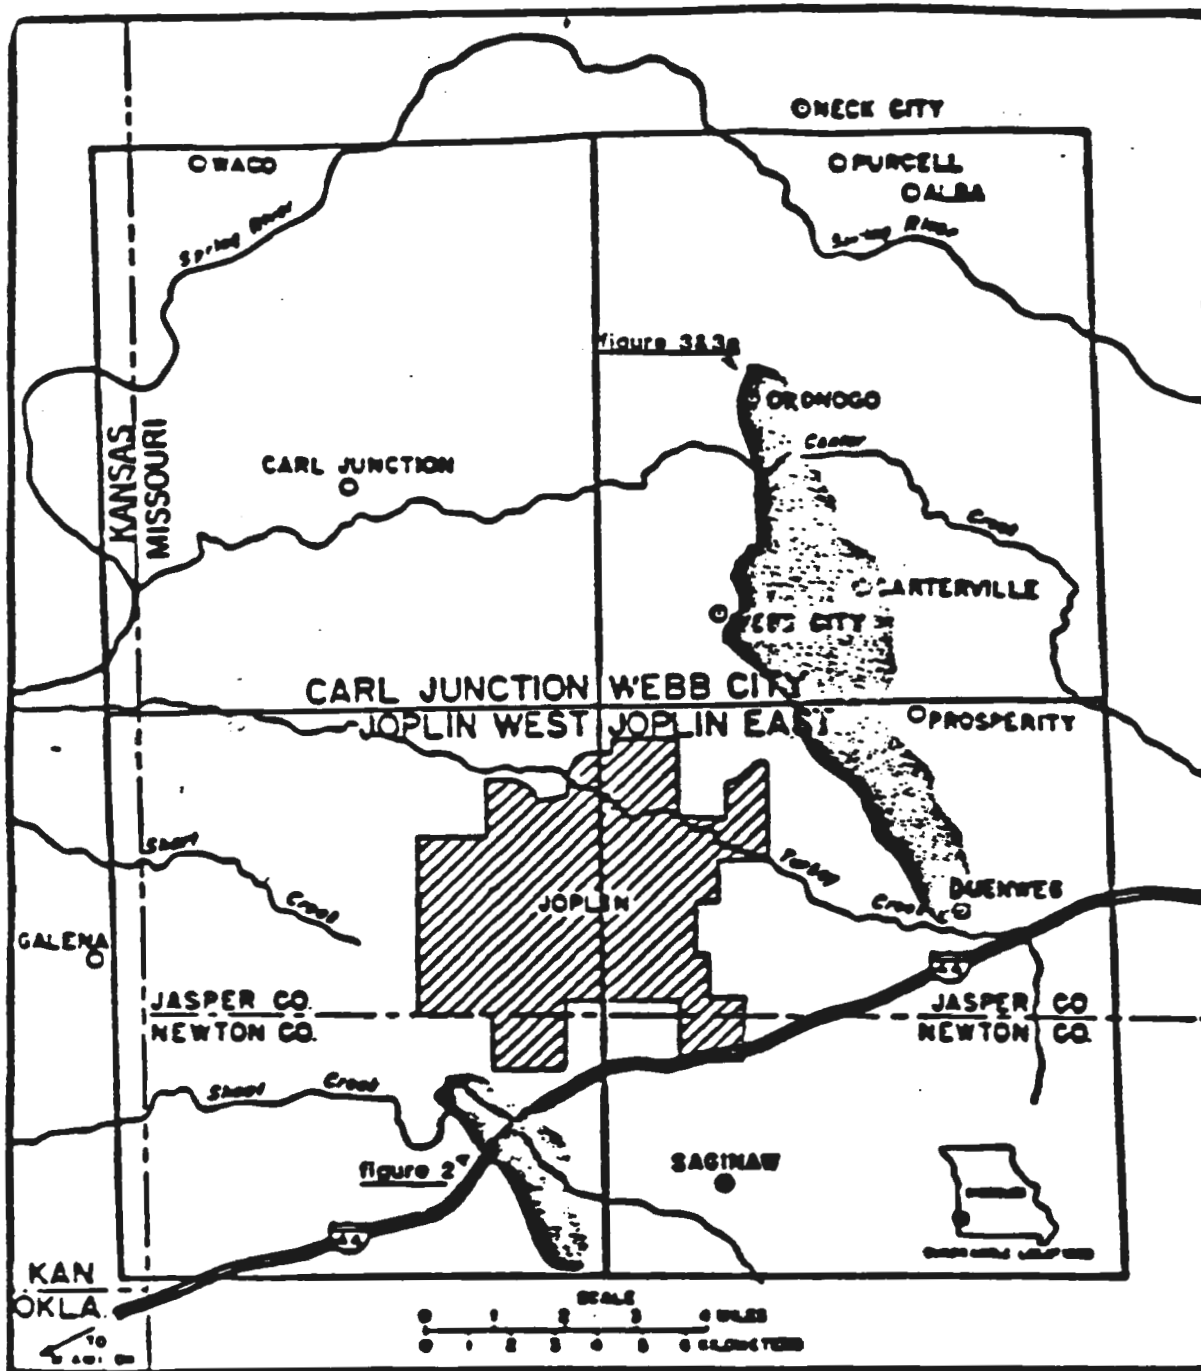 NECK CITY
WACO
PURCELL
ALBA
Spring River
Spring River
figure 3&3a
ORONOGO
KANSAS
MISSOURI
CARL JUNCTION
Center
Creek
CARTERVILLE
WEBB CITY
CARL JUNCTION WEBB CITY
JOPLIN WEST JOPLIN EAST
PROSPERITY
Short
Creek
Turkey
Creek
JOPLIN
DUENWEG
GALENA
44
JASPER CO.
NEWTON CO.
JASPER CO
NEWTON CO.
Shoal
Creek
figure 2
SAGINAW
44
KAN
OKLA.
TO
SCALE
0 1 2 3 4 MILES
0 1 2 3 4 5 6 KILOMETERS